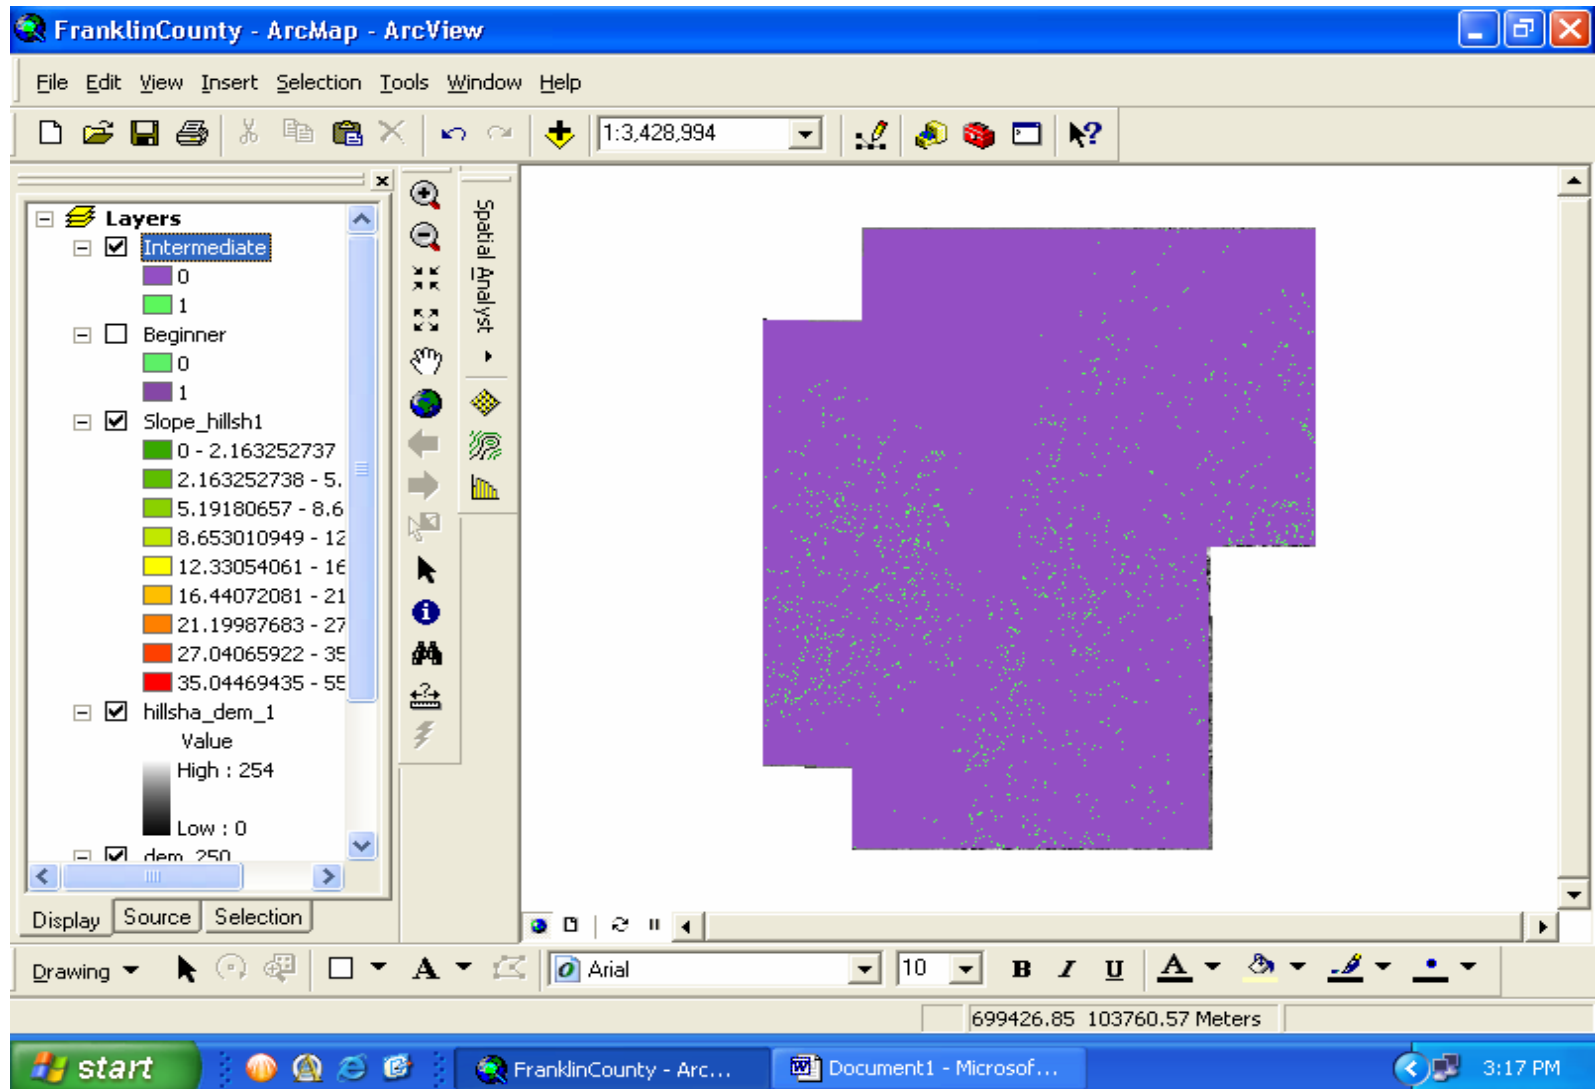 FranklinCounty - ArcMap - ArcView
File Edit View Insert Selection Tools Window Help
1:3,428,994
Layers
Intermediate
0
1
Beginner
0
1
Slope_hillsh1
0 - 2.163252737
2.163252738 - 5.
5.19180657 - 8.6
8.653010949 - 12
12.33054061 - 16
16.44072081 - 21
21.19987683 - 27
27.04065922 - 35
35.04469435 - 55
hillsha_dem_1
Value
High : 254
Low : 0
dem_250
Display Source Selection
Spatial Analyst
Drawing A Arial 10 B I U A
699426.85 103760.57 Meters
start FranklinCounty - Arc... Document1 - Microsof... 3:17 PM